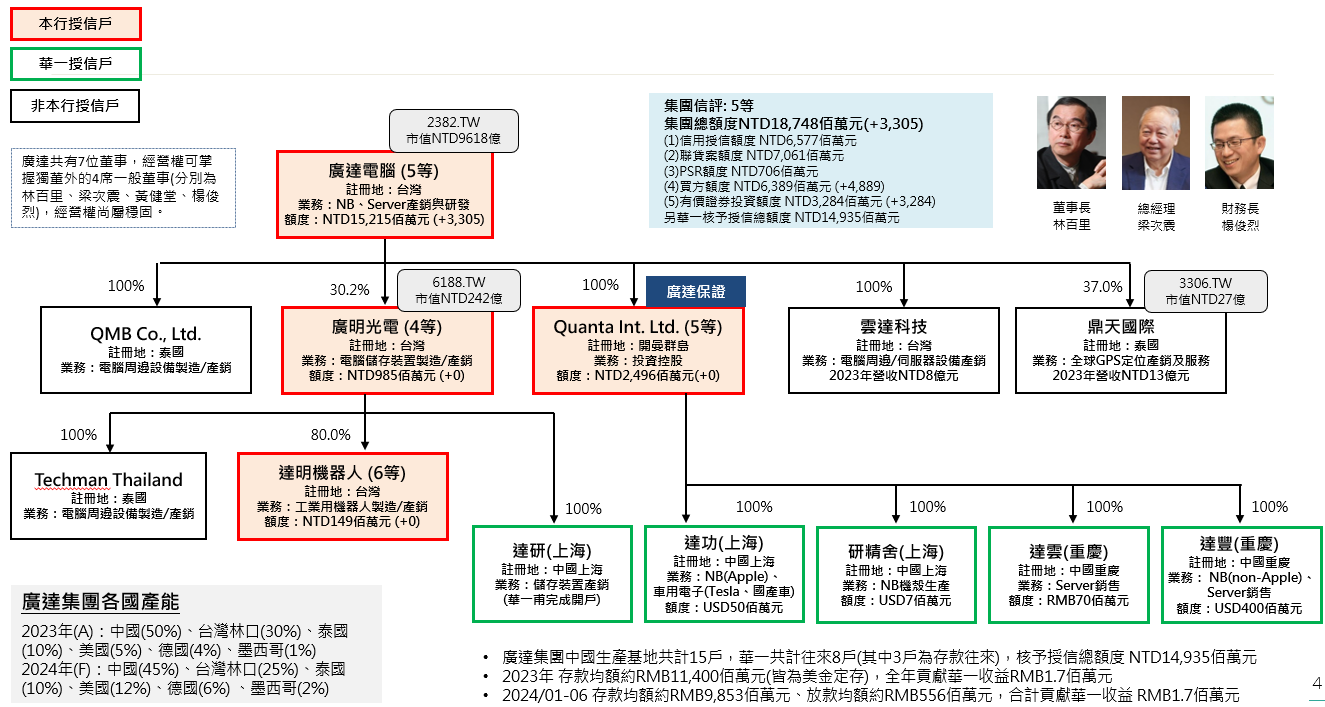 本行授信戶
華一授信戶
非本行授信戶
廣達共有7位董事，經營權可掌
握獨董外的4席一般董事(分別為
林百里、梁次震、黃健堂、楊俊
烈)，經營權尚屬穩固。
2382.TW
市值NTD9618億
廣達電腦 (5等)
註冊地：台灣
業務：NB、Server產銷與研發
額度：NTD15,215佰萬元 (+3,305)
集團信評: 5等
集團總額度NTD18,748佰萬元(+3,305)
(1)信用授信額度 NTD6,577佰萬元
(2)聯貸案額度 NTD7,061佰萬元
(3)PSR額度 NTD706佰萬元
(4)買方額度 NTD6,389佰萬元 (+4,889)
(5)有價證券投資額度 NTD3,284佰萬元 (+3,284)
另華一核予授信總額度 NTD14,935佰萬元
董事長
林百里
總經理
梁次震
財務長
楊俊烈
100%
QMB Co., Ltd.
註冊地：泰國
業務：電腦周邊設備製造/產銷
30.2%
6188.TW
市值NTD242億
廣明光電 (4等)
註冊地：台灣
業務：電腦儲存裝置製造/產銷
額度：NTD985佰萬元 (+0)
100%
廣達保證
Quanta Int. Ltd. (5等)
註冊地：開曼群島
業務：投資控股
額度：NTD2,496佰萬元(+0)
100%
雲達科技
註冊地：台灣
業務：電腦周邊/伺服器設備產銷
2023年營收NTD8億元
37.0%
3306.TW
市值NTD27億
鼎天國際
註冊地：泰國
業務：全球GPS定位產銷及服務
2023年營收NTD13億元
100%
Techman Thailand
註冊地：泰國
業務：電腦周邊設備製造/產銷
80.0%
達明機器人 (6等)
註冊地：台灣
業務：工業用機器人製造/產銷
額度：NTD149佰萬元 (+0)
100%
達研(上海)
註冊地：中國上海
業務：儲存裝置產銷
(華一甫完成開戶)
100%
達功(上海)
註冊地：中國上海
業務：NB(Apple)、
車用電子(Tesla、國產車)
額度：USD50佰萬元
100%
研精舍(上海)
註冊地：中國上海
業務：NB機殼生產
額度：USD7佰萬元
100%
達雲(重慶)
註冊地：中國重慶
業務：Server銷售
額度：RMB70佰萬元
100%
達豐(重慶)
註冊地：中國重慶
業務： NB(non-Apple)、
Server銷售
額度：USD400佰萬元
廣達集團各國產能
2023年(A)：中國(50%)、台灣林口(30%)、泰國
(10%)、美國(5%)、德國(4%)、墨西哥(1%)
2024年(F)：中國(45%)、台灣林口(25%)、泰國
(10%)、美國(12%)、德國(6%) 、墨西哥(2%)
• 廣達集團中國生產基地共計15戶，華一共計往來8戶(其中3戶為存款往來)，核予授信總額度 NTD14,935佰萬元
• 2023年 存款均額約RMB11,400佰萬元(皆為美金定存)，全年貢獻華一收益RMB1.7佰萬元
• 2024/01-06 存款均額約RMB9,853佰萬元、放款均額約RMB556佰萬元，合計貢獻華一收益 RMB1.7佰萬元
4